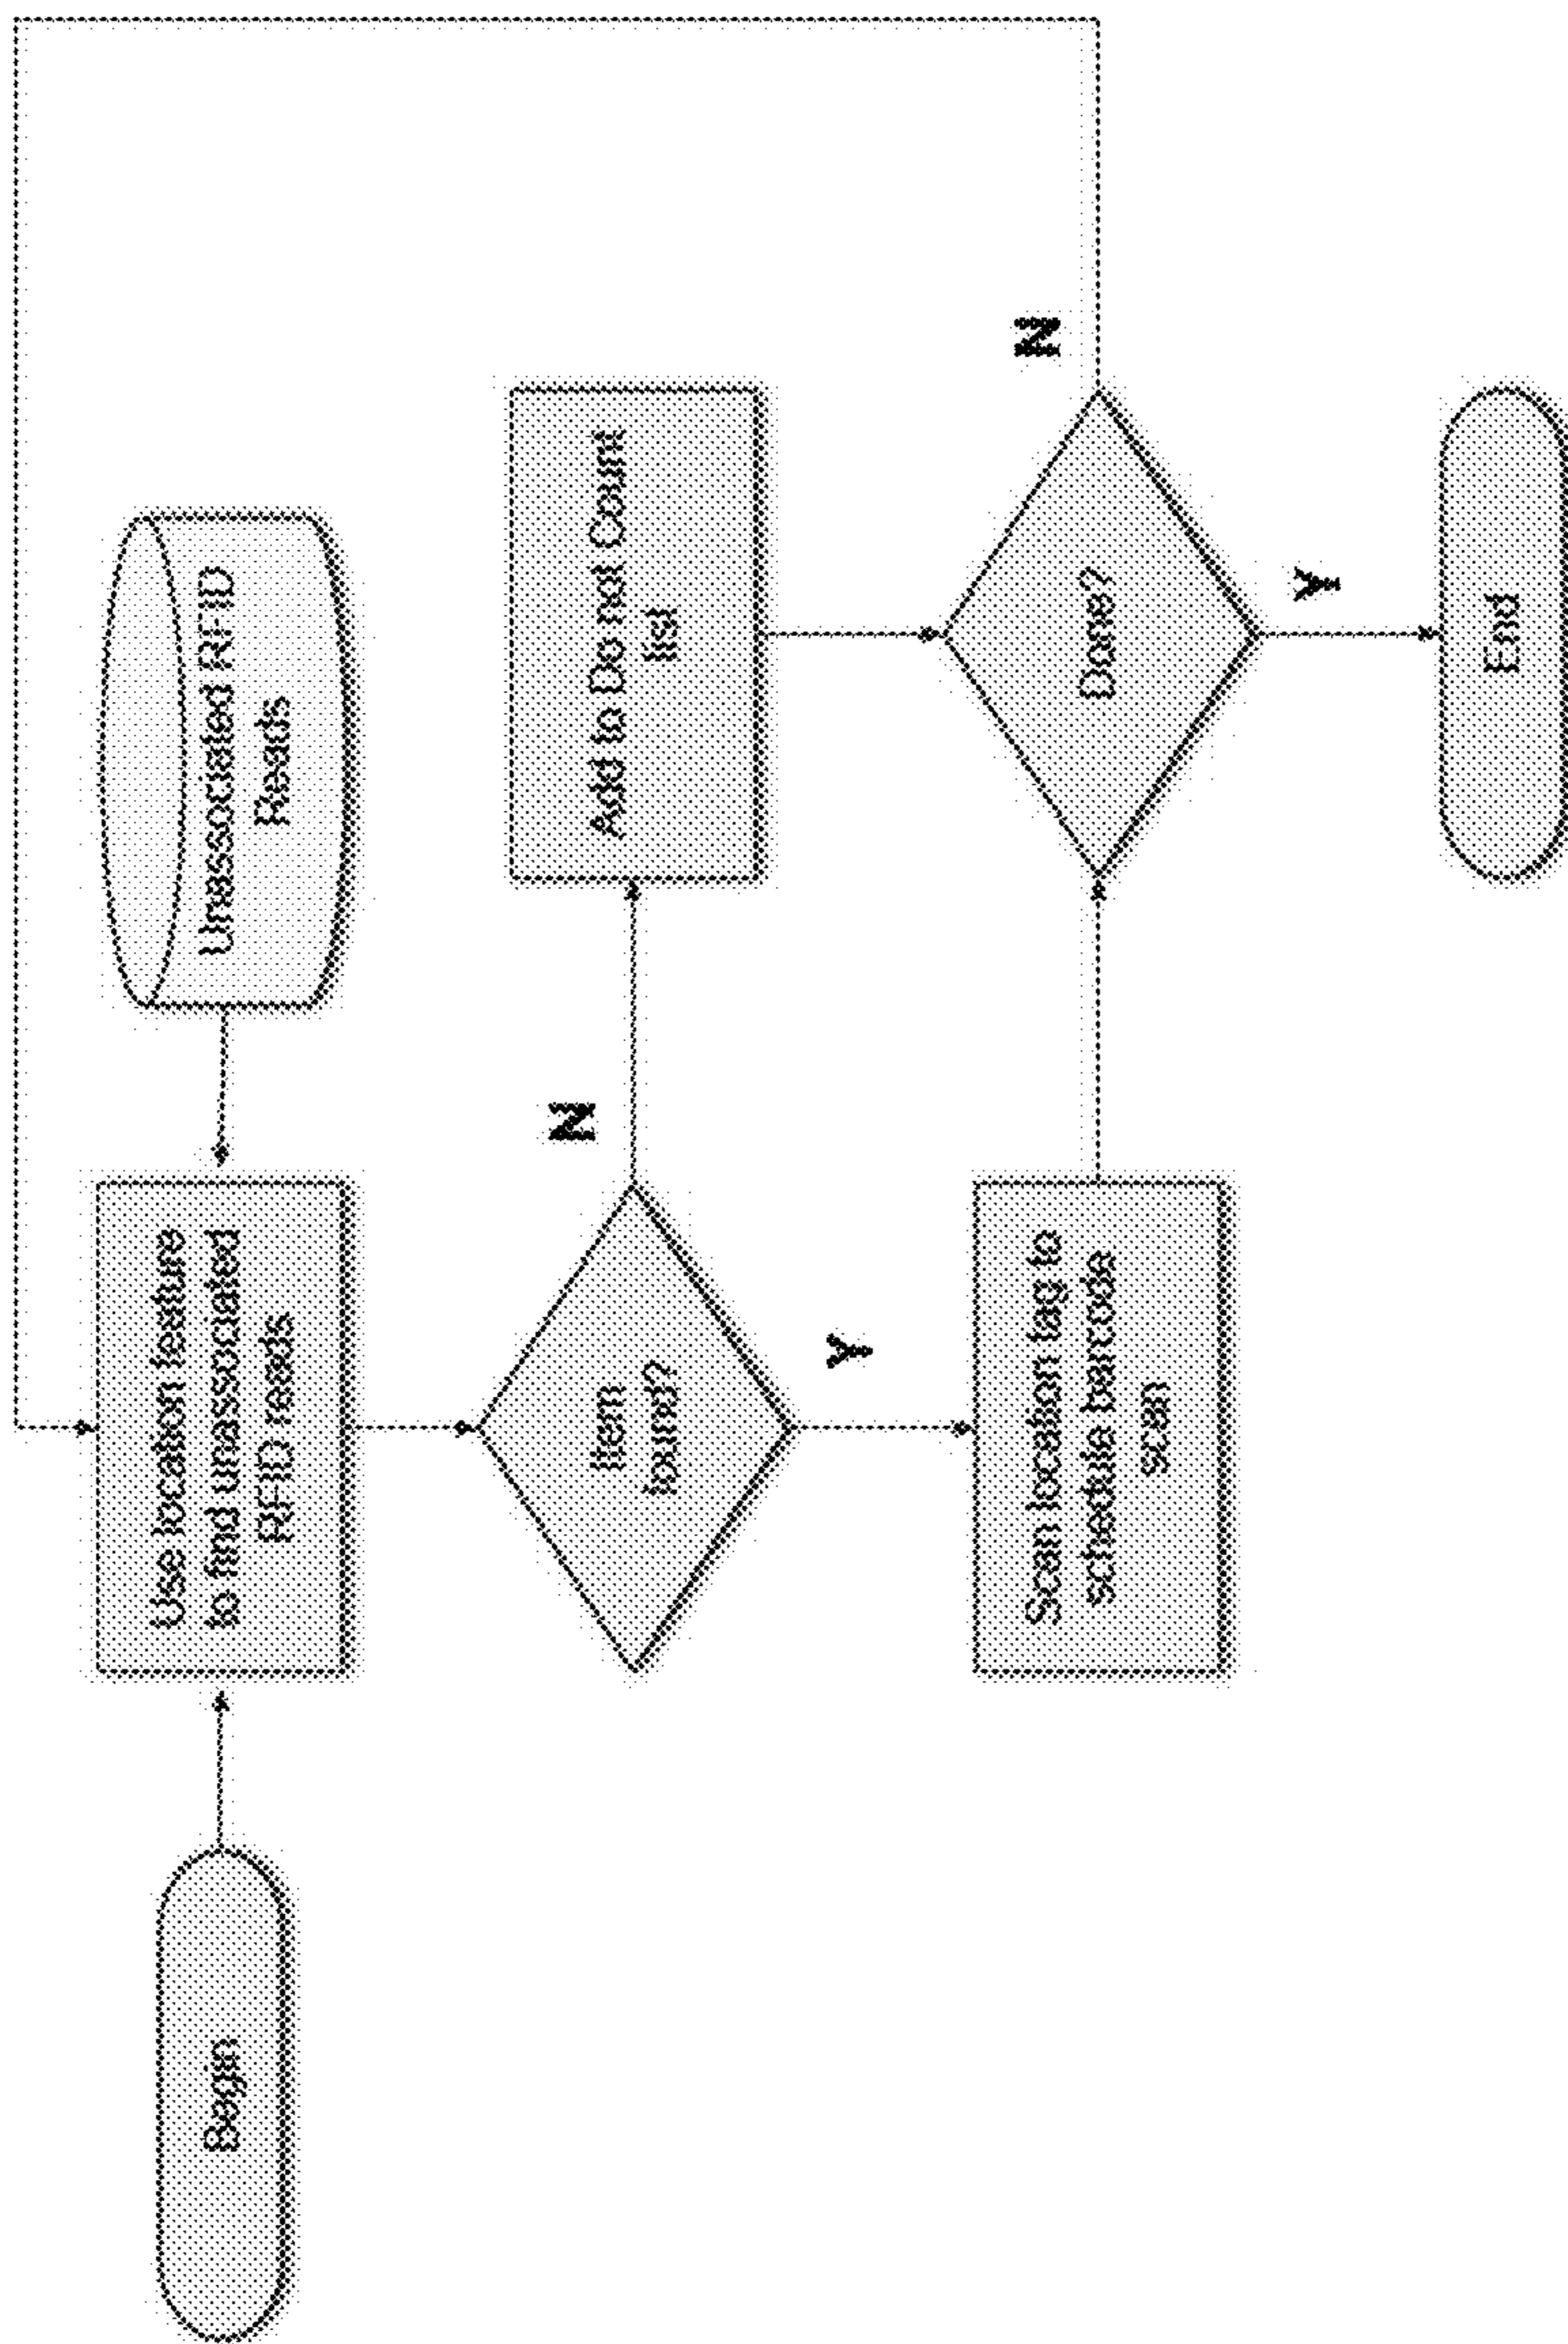 Begin
Use location feature
to find unassociated
RFID reads
Unassociated RFID
Reads
Item
found?
N
Add to Do not Count
list
Y
Scan location tag to
schedule barcode
scan
Done?
N
Y
End